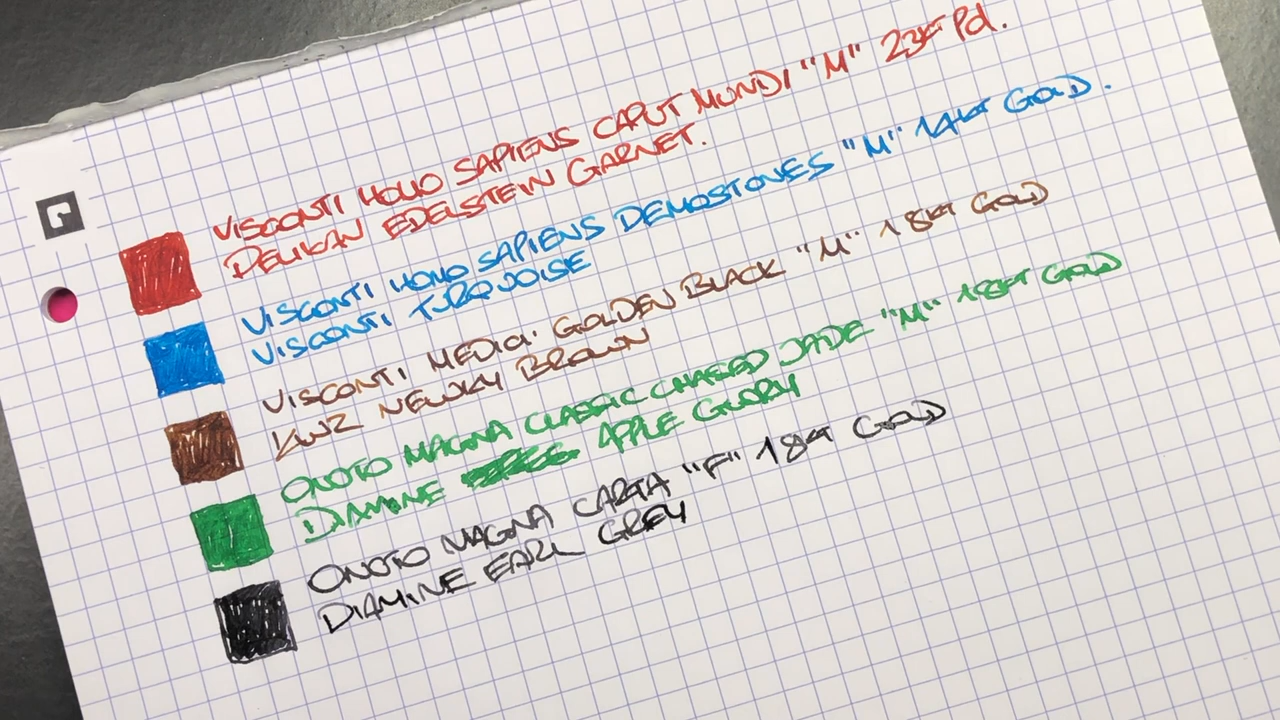 VISCONTI HOMO SAPIENS CAPUT MUNDI "M" 23KT Pd.
PELIKAN EDELSTEIN GARNET.
VISCONTI HOMO SAPIENS DEMOSTONES "M" 14KT GOLD.
VISCONTI TURQUOISE
VISCONTI MEDICI GOLDEN BLACK "M" 18KT GOLD
KWZ NEWKY BROWN
ONOTO MAGNA CLASSIC CHASED JADE "M" 18KT GOLD
DIAMINE APPLE GLORY
ONOTO MAGNA CARTA "F" 18KT GOLD
DIAMINE EARL GREY